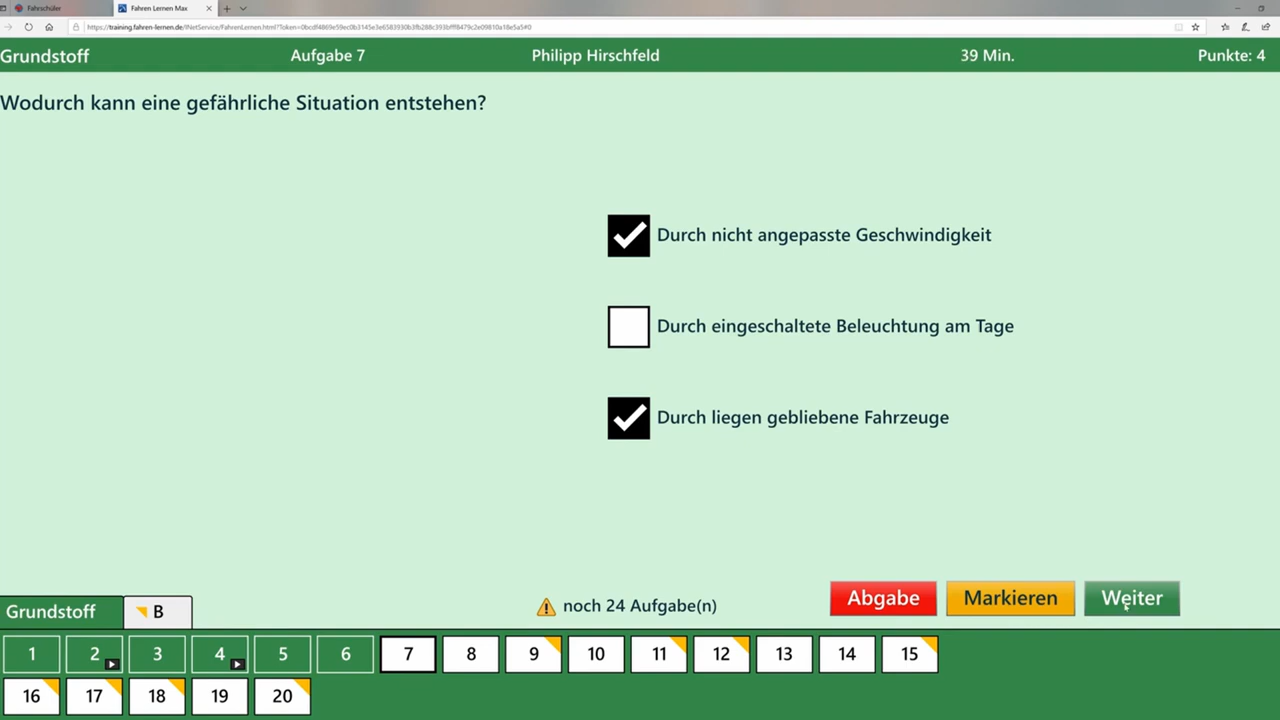 Fahrschüler
Fahren Lernen Max
Grundstoff Aufgabe 7 Philipp Hirschfeld 39 Min. Punkte: 4
Wodurch kann eine gefährliche Situation entstehen?
Durch nicht angepasste Geschwindigkeit
Durch eingeschaltete Beleuchtung am Tage
Durch liegen gebliebene Fahrzeuge
Abgabe Markieren Weiter
Grundstoff B noch 24 Aufgabe(n)
1 2 3 4 5 6 7 8 9 10 11 12 13 14 15
16 17 18 19 20